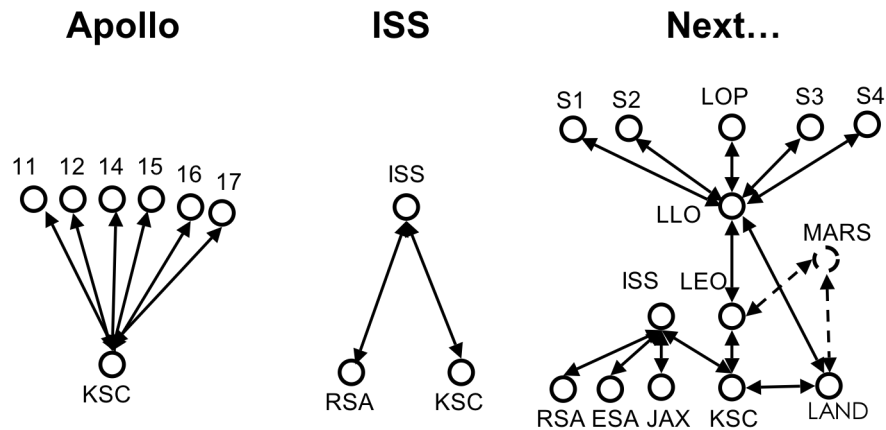 Apollo
11 12 14 15 16 17
KSC
ISS
ISS
RSA KSC
Next...
S1 S2 LOP S3 S4
LLO
MARS
ISS LEO
RSA ESA JAX KSC LAND